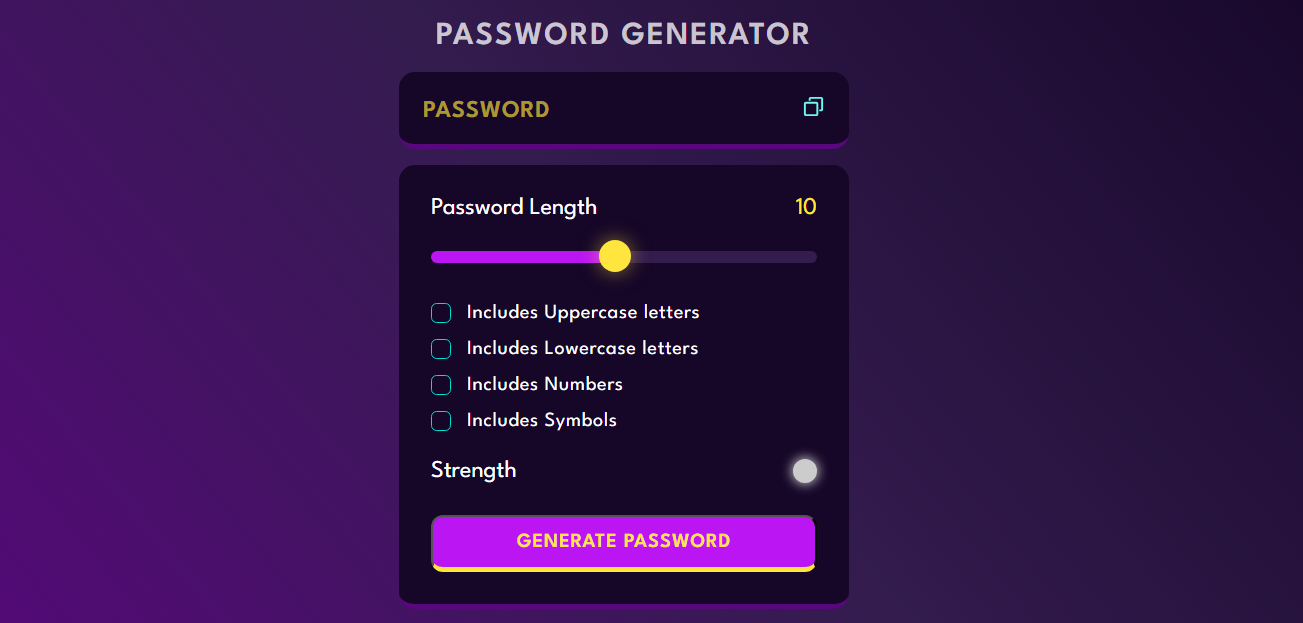 PASSWORD GENERATOR
PASSWORD
Password Length 10
Includes Uppercase letters
Includes Lowercase letters
Includes Numbers
Includes Symbols
Strength
GENERATE PASSWORD